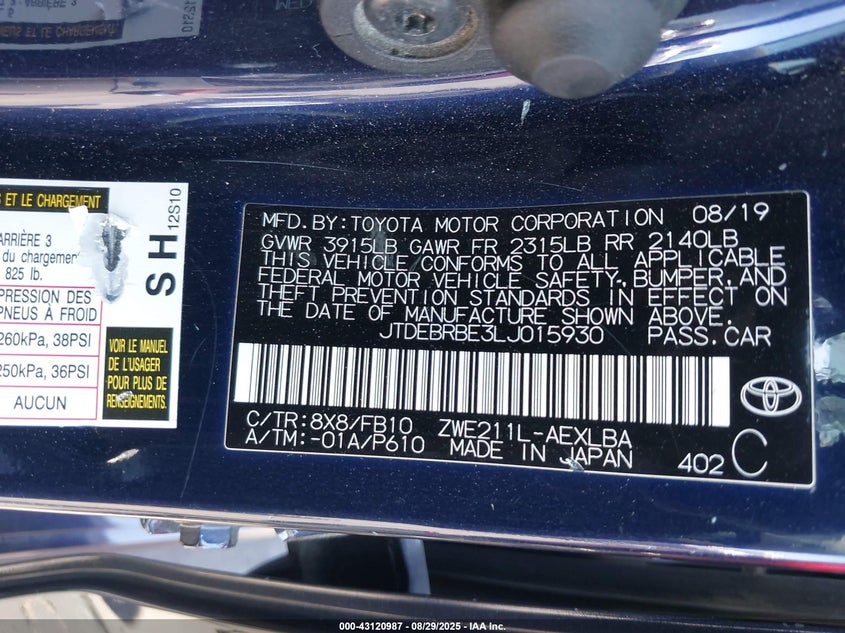 ET LE CHARGEMENT
ARRIÈRE 3
du chargement
825 lb.
PRESSION DES
PNEUS À FROID
260kPa, 38PSI
250kPa, 36PSI
AUCUN
SH
12S10
VOIR LE MANUEL
DE L'USAGER
POUR PLUS DE
RENSEIGNEMENTS.
MFD.BY:TOYOTA MOTOR CORPORATION 08/19
GVWR 3915LB GAWR FR 2315LB RR 2140LB
THIS VEHICLE CONFORMS TO ALL APPLICABLE
FEDERAL MOTOR VEHICLE SAFETY,BUMPER,AND
THEFT PREVENTION STANDARDS IN EFFECT ON
THE DATE OF MANUFACTURE SHOWN ABOVE.
JTDEBRBE3LJ015930 PASS.CAR
C/TR:8X8/FB10 ZWE211L-AEXLBA
A/TM:-01A/P610 MADE IN JAPAN 402 C
000-43120987 - 08/29/2025 - IAA Inc.